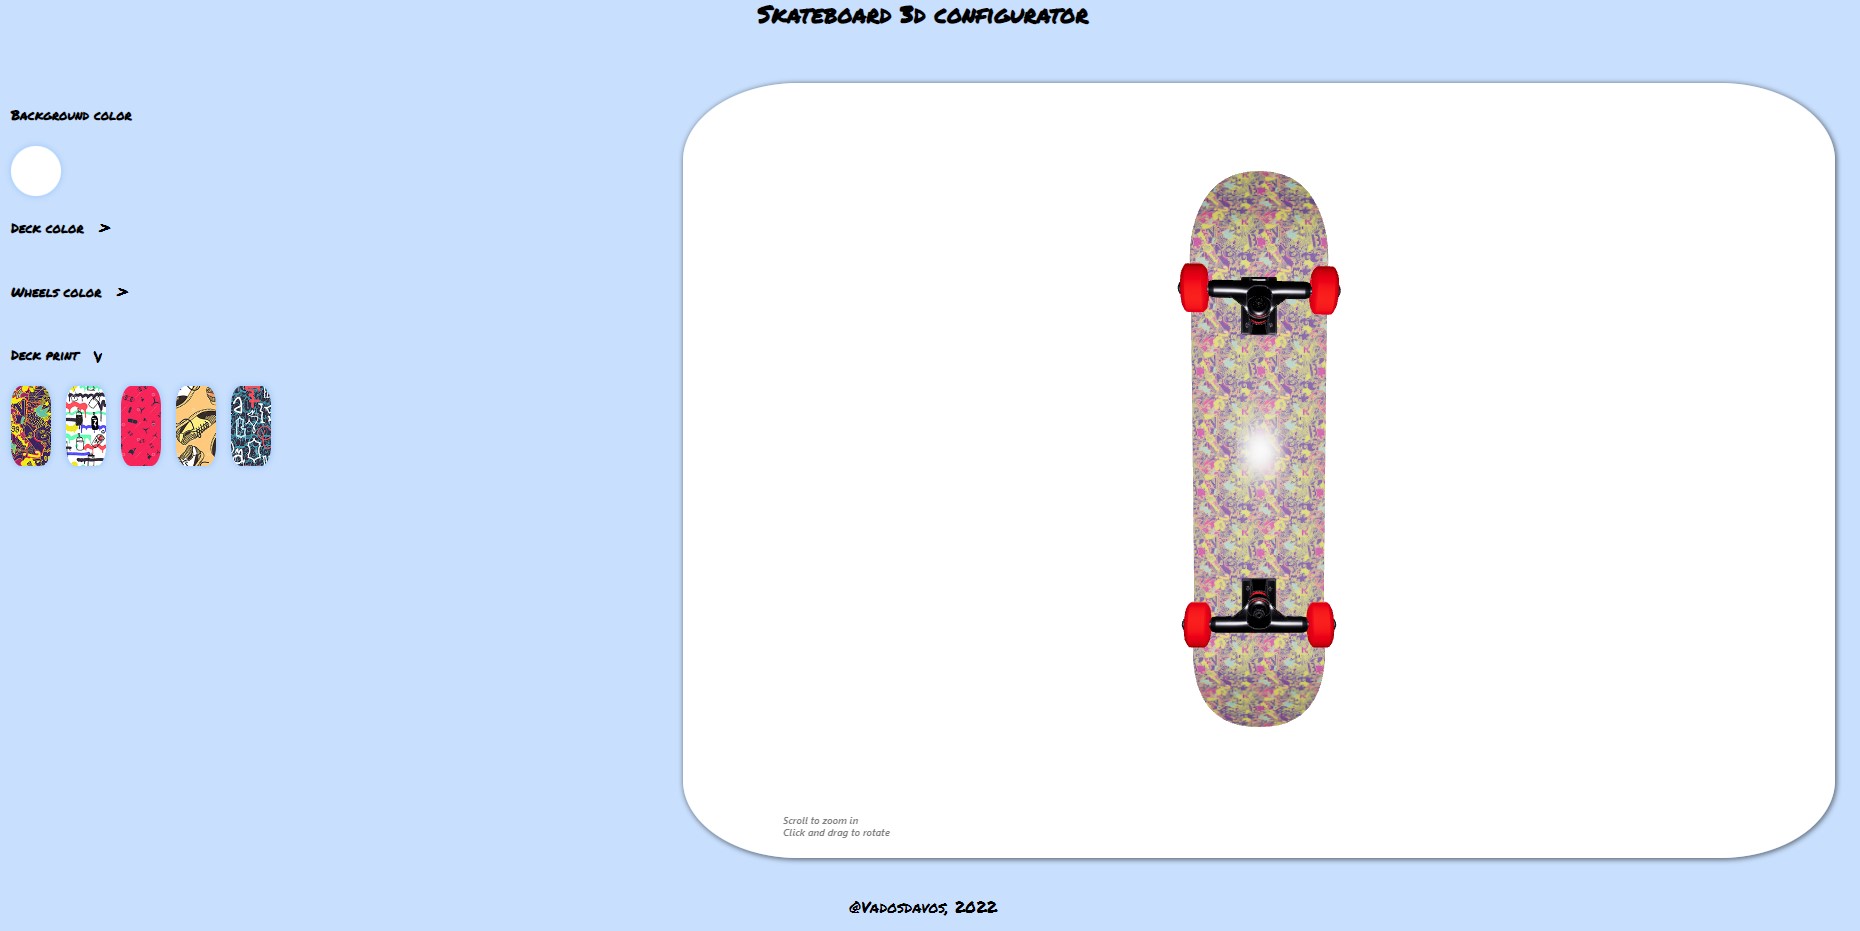 Skateboard 3d configurator
Background color
Deck color >
Wheels color >
Deck print v
Scroll to zoom in
Click and drag to rotate
@Vadosdavos, 2022